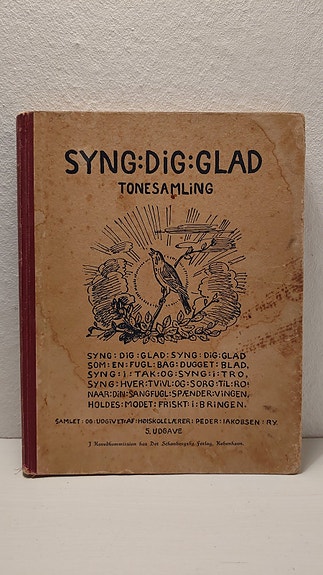 SYNG:DiG:GLAD
TONESAMLiNG
SYNG : DIG : GLAD : SYNG : DIG : GLAD
SOM : EN : FUGL : BAG : DUGGET : BLAD,
SYNG : I : TAK : OG : SYNG : I : TRO,
SYNG : HVER : TVIVL : OG : SORG : TIL : RO!
NAAR : DIN : SANGFUGL : SPÆNDER : VINGEN,
HOLDES : MODET : FRISKT : I : BRINGEN.
SAMLET : OG : UDGIVET : AF : HØISKOLELÆRER : PEDER : JAKOBSEN : RY.
5. UDGAVE
I Kommission hos Det Schønbergske Forlag, København.